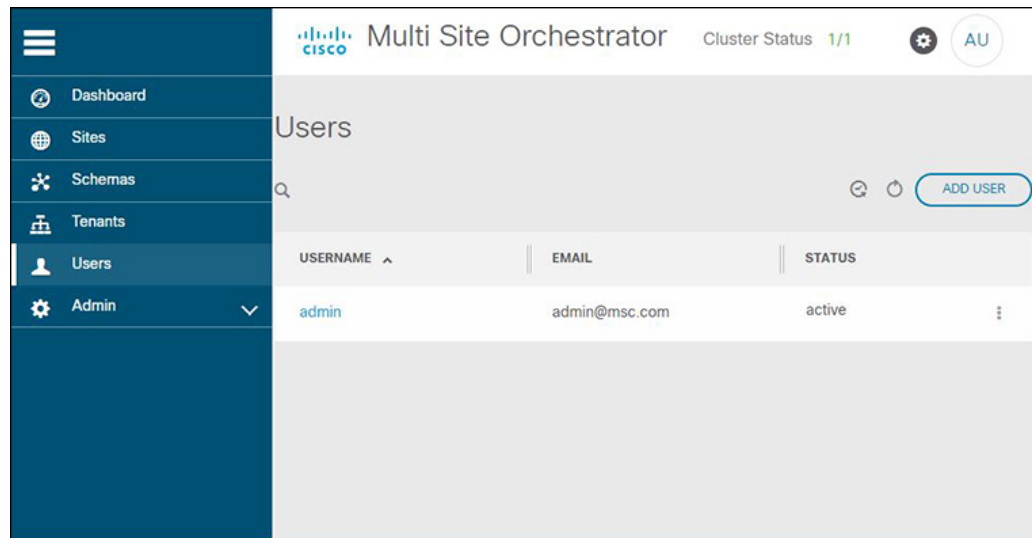 CISCO Multi Site Orchestrator Cluster Status 1/1 AU
Dashboard
Sites
Schemas
Tenants
Users
Admin
Users
ADD USER
USERNAME EMAIL STATUS
admin admin@msc.com active